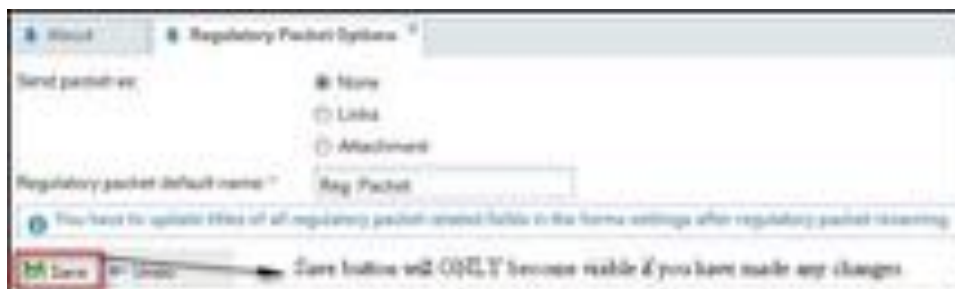 About Regulatory Packet Options
Send packet as: None
Links
Attachment
Regulatory packet default name: * Reg. Packet
You have to update titles of all regulatory packet related fields in the forms settings after regulatory packet renaming.
Save Undo Save button will ONLY become visible if you have made any changes.